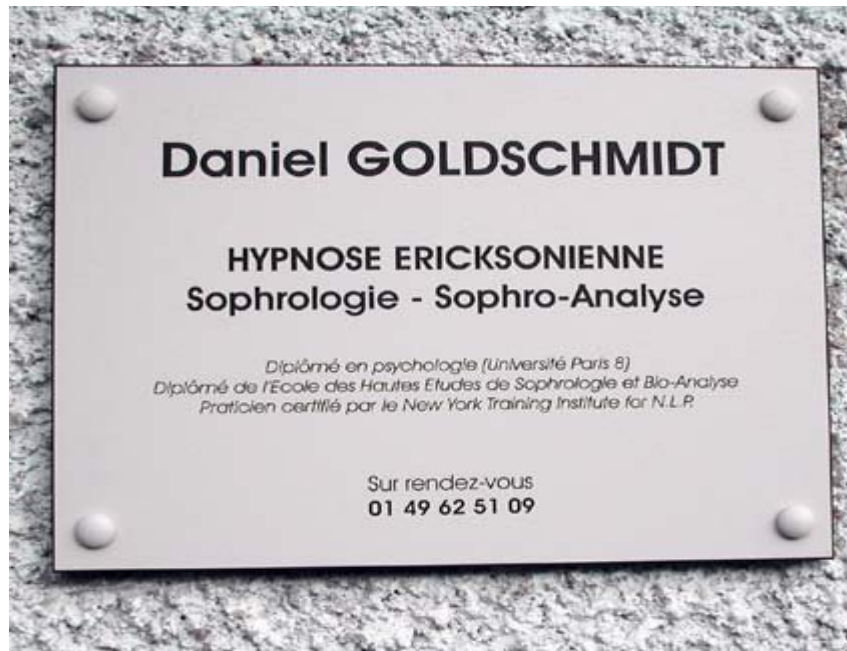 Daniel GOLDSCHMIDT
HYPNOSE ERICKSONIENNE
Sophrologie - Sophro-Analyse
Diplômé en psychologie (Université Paris 8)
Diplômé de l'Ecole des Hautes Etudes de Sophrologie et Bio-Analyse
Praticien certifié par le New York Training Institute for N.L.P.
Sur rendez-vous
01 49 62 51 09